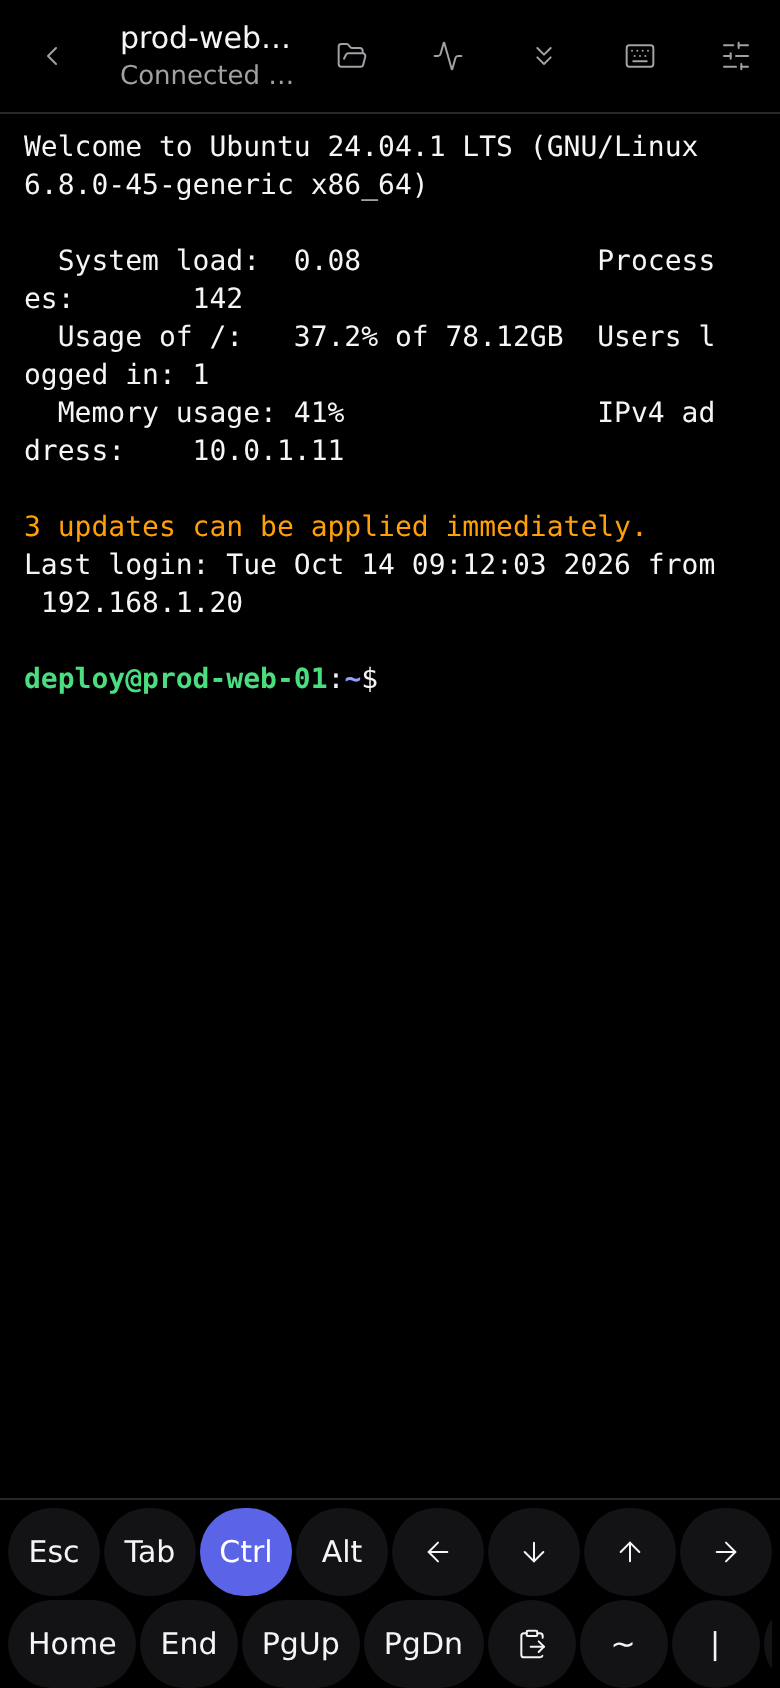 prod-web...
Connected ...
Welcome to Ubuntu 24.04.1 LTS (GNU/Linux
6.8.0-45-generic x86_64)
  System load:  0.08              Process
es:       142
  Usage of /:   37.2% of 78.12GB  Users l
ogged in: 1
  Memory usage: 41%               IPv4 ad
dress:    10.0.1.11
3 updates can be applied immediately.
Last login: Tue Oct 14 09:12:03 2026 from
 192.168.1.20
deploy@prod-web-01:~$
Esc Tab Ctrl Alt ← ↓ ↑ →
Home End PgUp PgDn ~ |